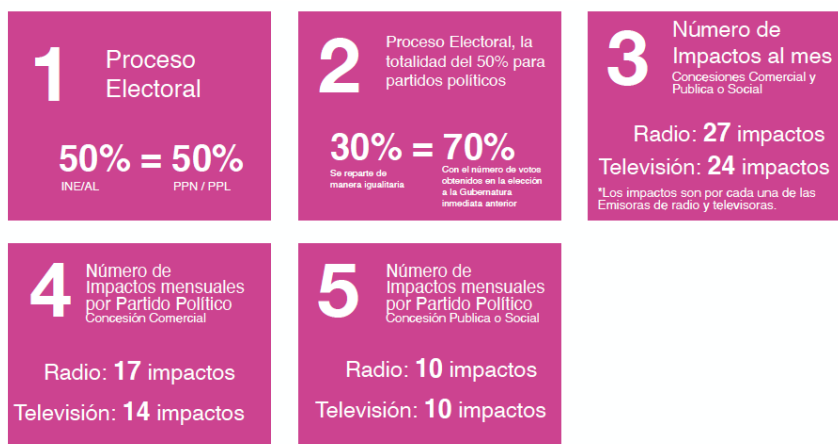 1
Proceso
Electoral
50% = 50%
INE/AL
PPN / PPL
2
Proceso Electoral, la
totalidad del 50% para
partidos políticos
30% = 70%
Se reparte de
manera igualitaria
Con el número de votos
obtenidos en la elección
a la Gubernatura
inmediata anterior
3
Número de
Impactos al mes
Concesiones Comercial y
Publica o Social
Radio: 27 impactos
Televisión: 24 impactos
*Los impactos son por cada una de las
Emisoras de radio y televisoras.
4
Número de
Impactos mensuales
por Partido Político
Concesión Comercial
Radio: 17 impactos
Televisión: 14 impactos
5
Número de
Impactos mensuales
por Partido Político
Concesión Publica o Social
Radio: 10 impactos
Televisión: 10 impactos